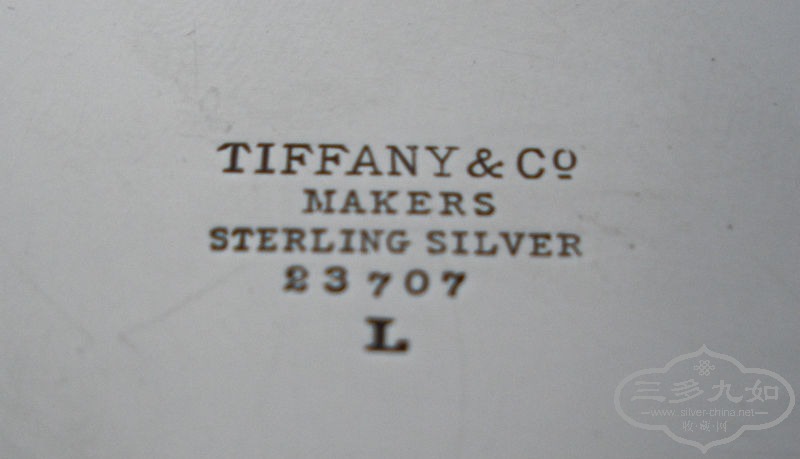 TIFFANY & Cº
MAKERS
STERLING SILVER
23707
L
三多九如
www.silver-china.net
收·藏·网